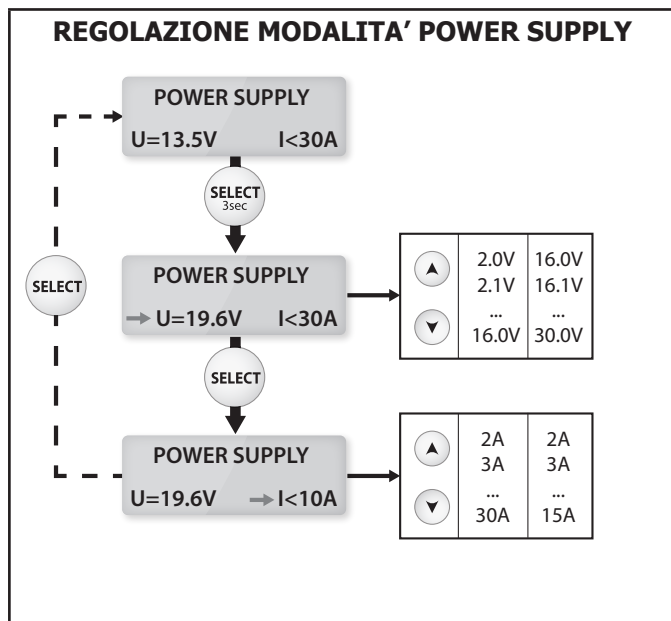 REGOLAZIONE MODALITA’ POWER SUPPLY
POWER SUPPLY
U=13.5V I<30A
SELECT
3sec
SELECT
POWER SUPPLY
U=19.6V I<30A
2.0V 16.0V
2.1V 16.1V
... ...
16.0V 30.0V
SELECT
POWER SUPPLY
U=19.6V I<10A
2A 2A
3A 3A
... ...
30A 15A